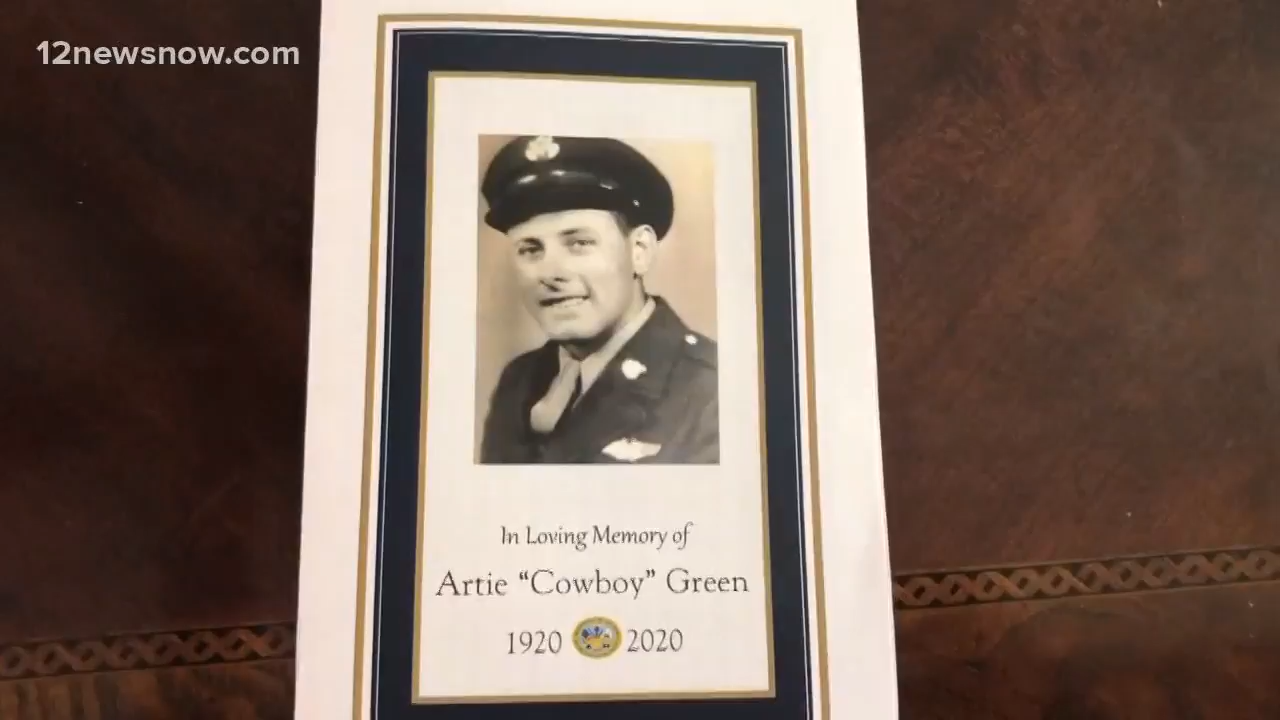 12newsnow.com
In Loving Memory of
Artie “Cowboy” Green
1920 2020